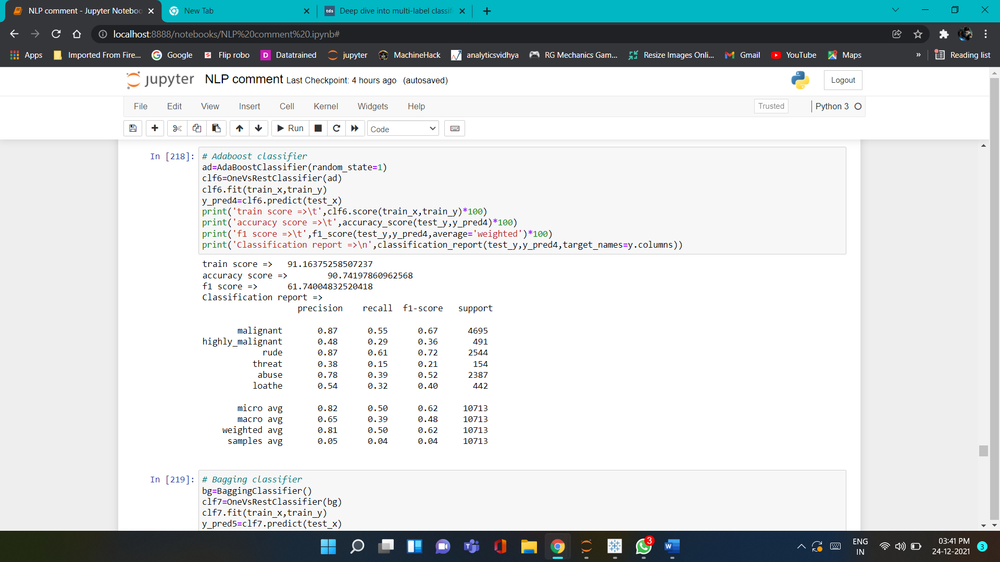 NLP comment - Jupyter Noteboo
New Tab
tds Deep dive into multi-label classifi
localhost:8888/notebooks/NLP%20comment%20.ipynb#
Apps Imported From Fire... Google Flip robo D Datatrained jupyter MachineHack analyticsvidhya RG Mechanics Gam... Resize Images Onli... Gmail YouTube Maps » Reading list
jupyter NLP comment Last Checkpoint: 4 hours ago (autosaved) Logout
File Edit View Insert Cell Kernel Widgets Help Trusted Python 3
Run Code
In [218]: # Adaboost classifier
ad=AdaBoostClassifier(random_state=1)
clf6=OneVsRestClassifier(ad)
clf6.fit(train_x,train_y)
y_pred4=clf6.predict(test_x)
print('train score =>\t',clf6.score(train_x,train_y)*100)
print('accuracy score =>\t',accuracy_score(test_y,y_pred4)*100)
print('f1 score =>\t',f1_score(test_y,y_pred4,average='weighted')*100)
print('Classification report =>\n',classification_report(test_y,y_pred4,target_names=y.columns))
train score => 91.16375258507237
accuracy score => 90.74197860962568
f1 score => 61.74004832520418
Classification report =>
precision recall f1-score support
malignant 0.87 0.55 0.67 4695
highly_malignant 0.48 0.29 0.36 491
rude 0.87 0.61 0.72 2544
threat 0.38 0.15 0.21 154
abuse 0.78 0.39 0.52 2387
loathe 0.54 0.32 0.40 442
micro avg 0.82 0.50 0.62 10713
macro avg 0.65 0.39 0.48 10713
weighted avg 0.81 0.50 0.62 10713
samples avg 0.05 0.04 0.04 10713
In [219]: # Bagging classifier
bg=BaggingClassifier()
clf7=OneVsRestClassifier(bg)
clf7.fit(train_x,train_y)
y_pred5=clf7.predict(test_x)
3
ENG
IN
03:41 PM
24-12-2021
3